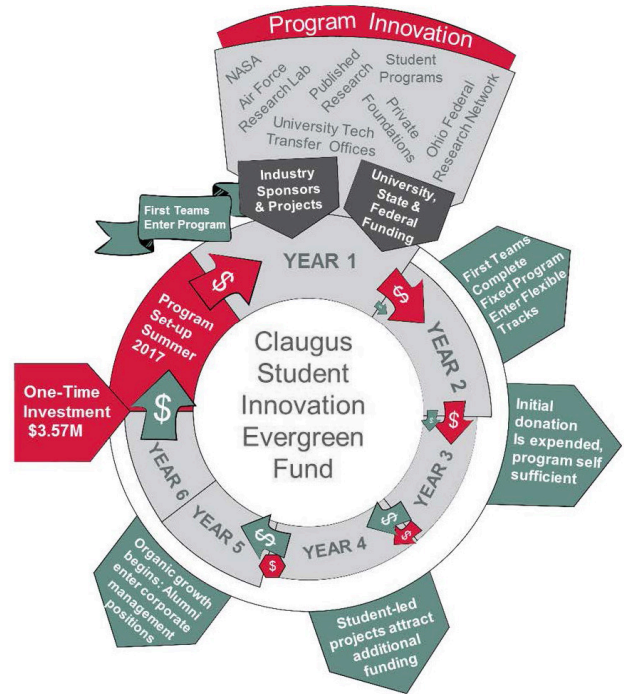 Program Innovation
NASA
Air Force
Research Lab
Published
Research
Student
Programs
Private
Foundations
Ohio Federal
Research Network
University Tech
Transfer Offices
Industry
Sponsors
& Projects
University,
State &
Federal
Funding
First Teams
Enter Program
YEAR 1
$
$
Program
Set-up
Summer
2017
First Teams
Complete
Fixed Program
Enter Flexible
Tracks
YEAR 2
Claugus
Student
Innovation
Evergreen
Fund
One-Time
Investment
$3.57M
$
$
Initial
donation
Is expended,
program self
sufficient
YEAR 3
YEAR 6
YEAR 5
YEAR 4
$
$
$
$
Organic growth
begins: Alumni
enter corporate
management
positions
Student-led
projects attract
additional
funding